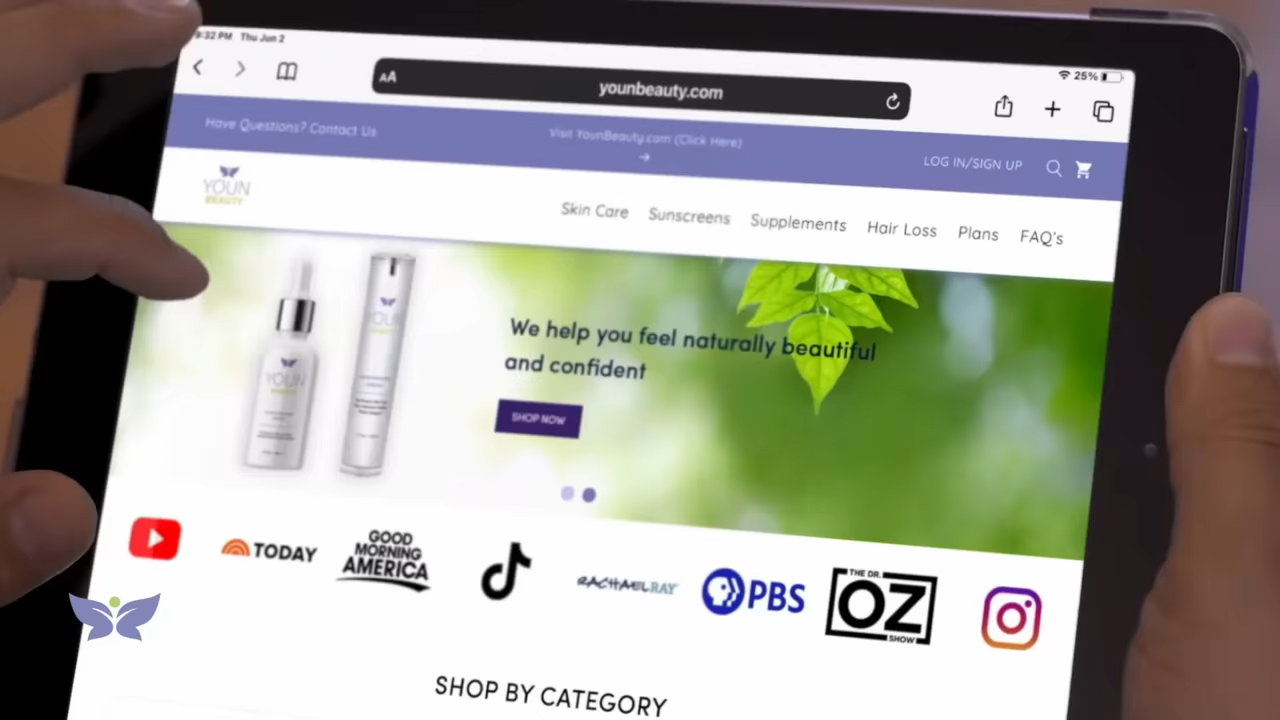 9:32 PM Thu Jun 2
25%
AA
younbeauty.com
Have Questions? Contact Us
Visit YounBeauty.com (Click Here)
→
LOG IN/SIGN UP
YOUN
BEAUTY
Skin Care Sunscreens Supplements Hair Loss Plans FAQ's
We help you feel naturally beautiful
and confident
SHOP NOW
YOUN
YOUN
TODAY
GOOD
MORNING
AMERICA
RACHAEL RAY
PBS
THE DR.
OZ
SHOW
SHOP BY CATEGORY